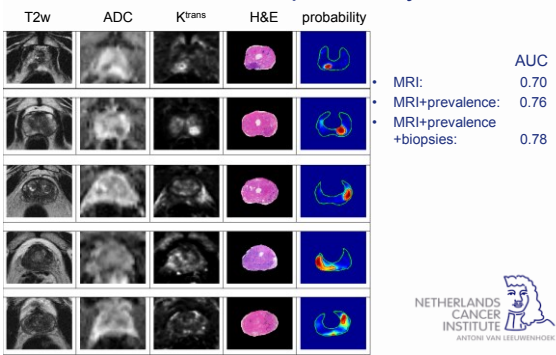 T2w ADC Ktrans H&E probability
AUC
• MRI: 0.70
• MRI+prevalence: 0.76
• MRI+prevalence
+biopsies: 0.78
NETHERLANDS
CANCER
INSTITUTE
ANTONI VAN LEEUWENHOEK